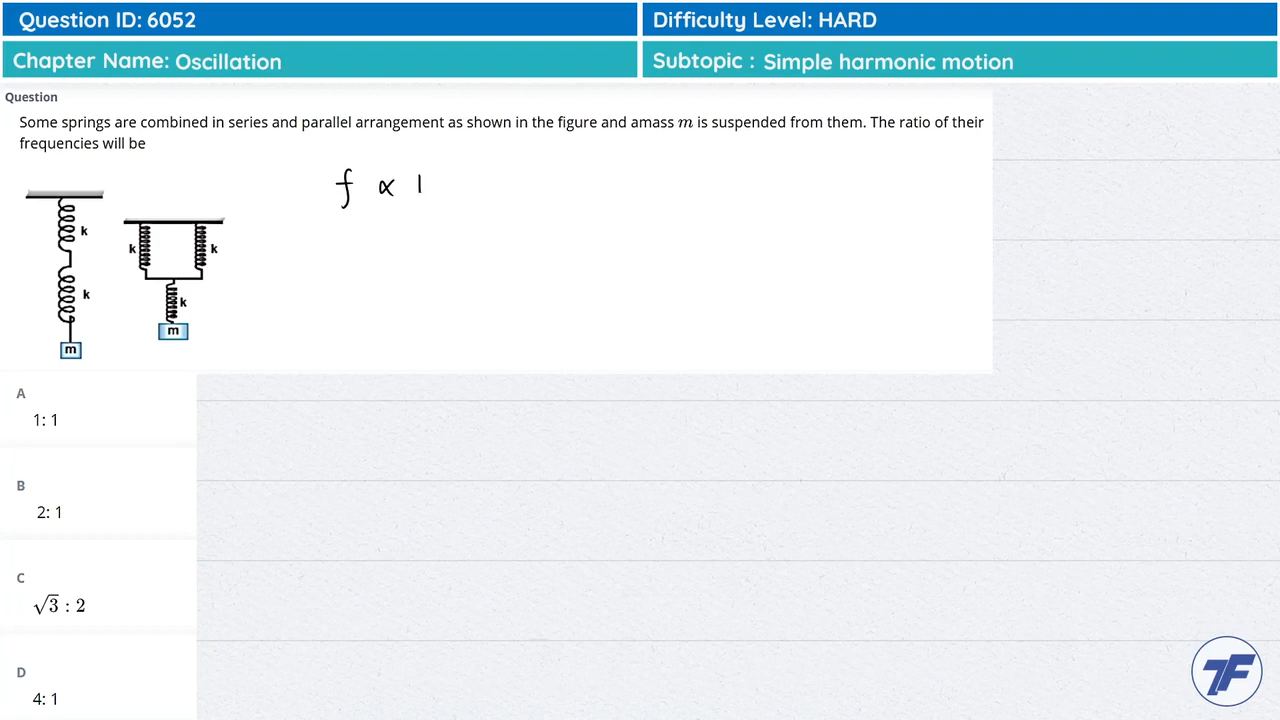 Question ID: 6052
Difficulty Level: HARD
Chapter Name: Oscillation
Subtopic : Simple harmonic motion
Question
Some springs are combined in series and parallel arrangement as shown in the figure and amass m is suspended from them. The ratio of their
frequencies will be
f ∝ 1
k
k
m
k
k
k
m
A
1: 1
B
2: 1
C
√3 : 2
D
4: 1
7F